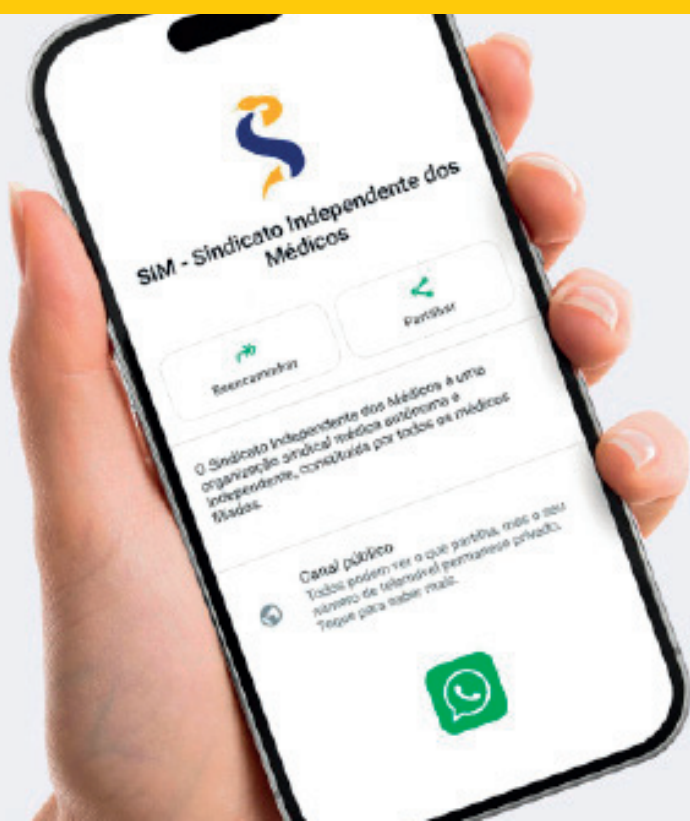 SIM - Sindicato Independente dos
Médicos
Reencaminhar
Partilhar
O Sindicato Independente dos Médicos é uma
organização sindical médica autónoma e
independente, constituída por todos os médicos
filiados.
Canal público
Todos podem ver o que partilha, mas o seu
número de telemóvel permanece privado.
Toque para saber mais.